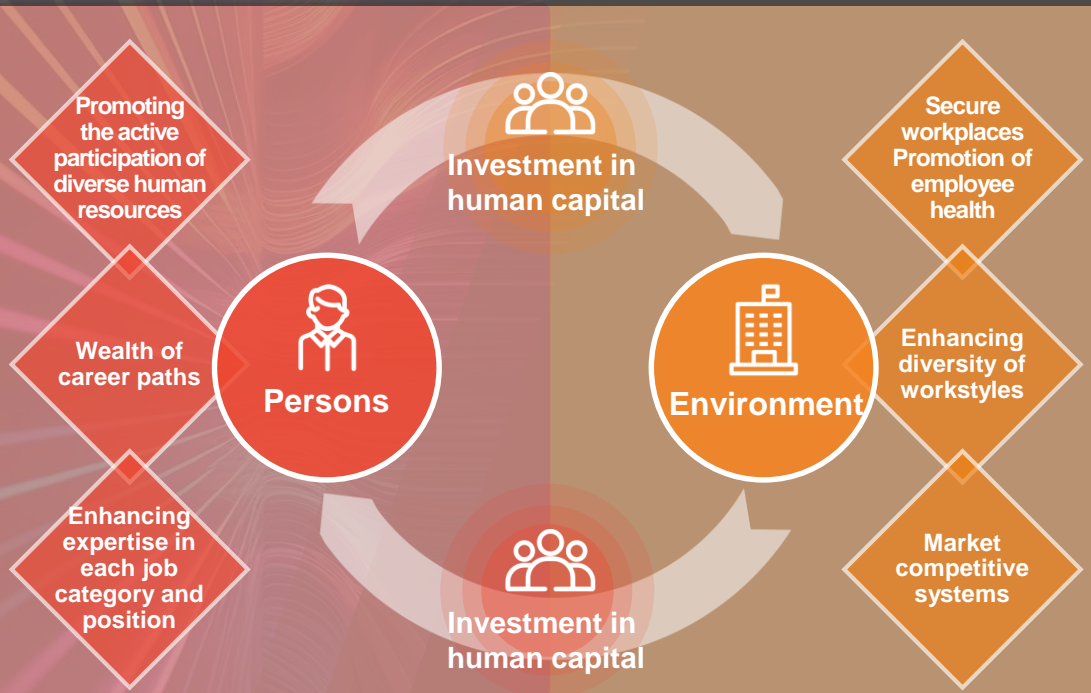 Promoting
the active
participation of
diverse human
resources
Wealth of
career paths
Enhancing
expertise in
each job
category and
position
Persons
Investment in
human capital
Investment in
human capital
Environment
Secure
workplaces
Promotion of
employee
health
Enhancing
diversity of
workstyles
Market
competitive
systems